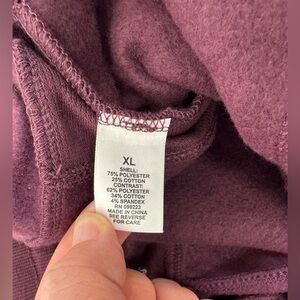 XL
SHELL:
75% POLYESTER
25% COTTON
CONTRAST:
62% POLYESTER
34% COTTON
4% SPANDEX
RN 098223
MADE IN CHINA
SEE REVERSE
FOR CARE